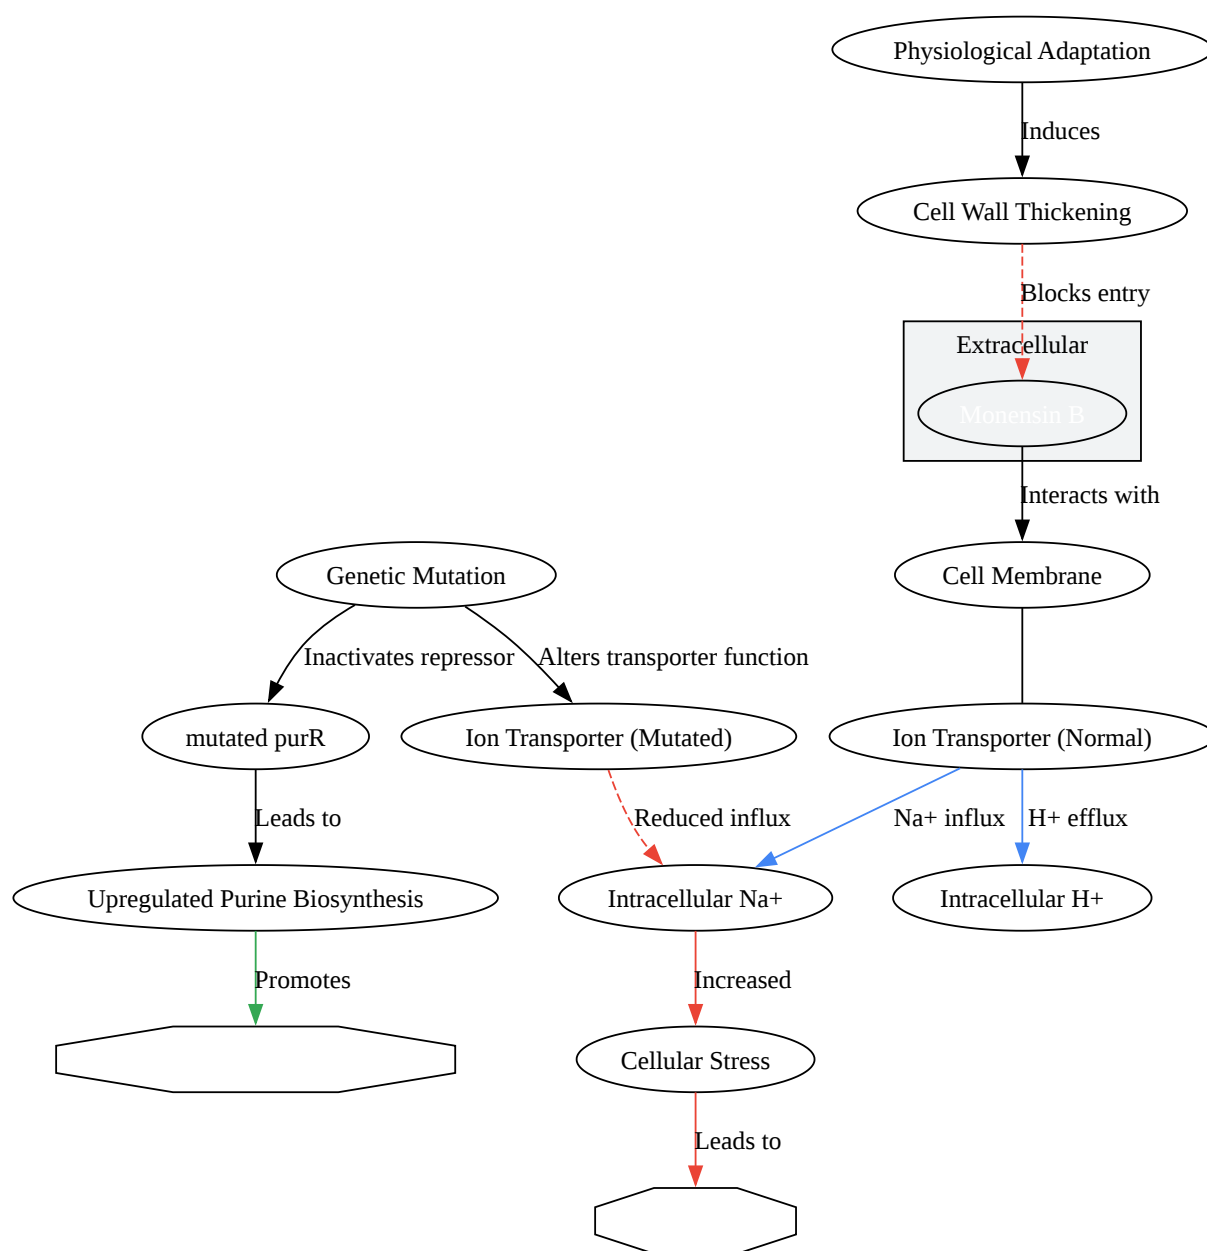 Physiological Adaptation
Induces
Cell Wall Thickening
Blocks entry
Extracellular
Monensin B
Interacts with
Genetic Mutation
Cell Membrane
Inactivates repressor
Alters transporter function
mutated purR
Ion Transporter (Mutated)
Ion Transporter (Normal)
Leads to
Reduced influx
Na+ influx
H+ efflux
Upregulated Purine Biosynthesis
Intracellular Na+
Intracellular H+
Promotes
Increased
Cellular Stress
Leads to